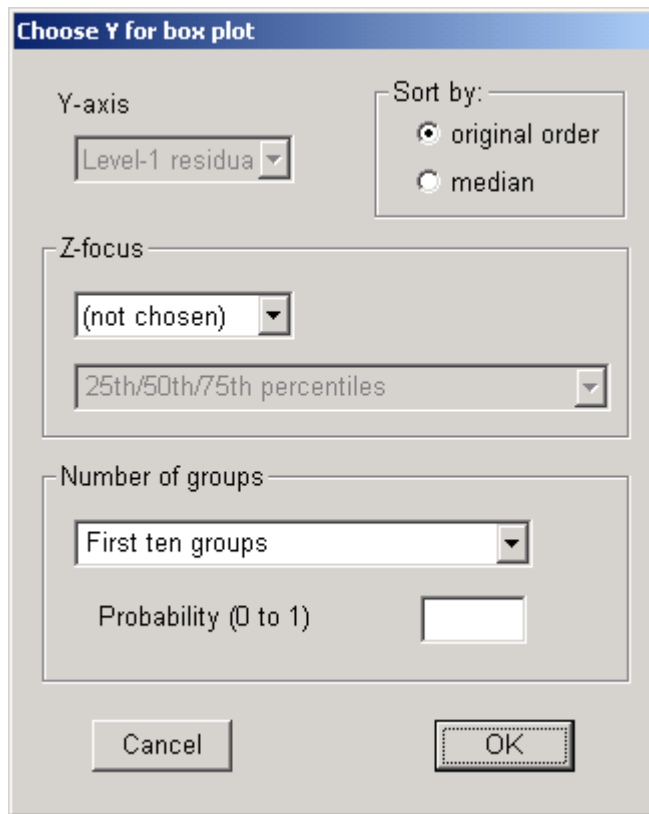 Choose Y for box plot
Y-axis
Level-1 residua
Sort by:
original order
median
Z-focus
(not chosen)
25th/50th/75th percentiles
Number of groups
First ten groups
Probability (0 to 1)
Cancel
OK